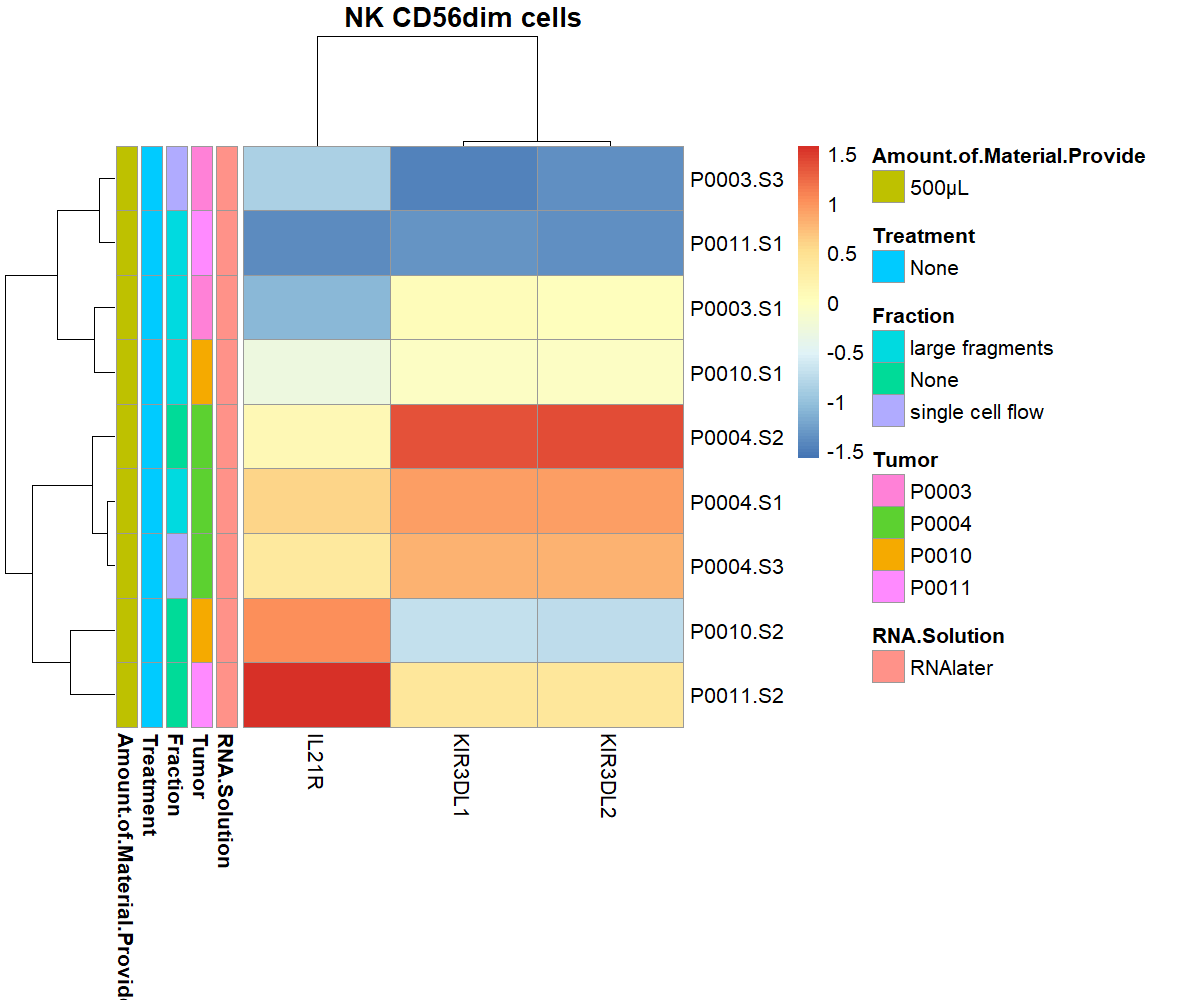 NK CD56dim cells
P0003.S3
P0011.S1
P0003.S1
P0010.S1
P0004.S2
P0004.S1
P0004.S3
P0010.S2
P0011.S2
1.5
1
0.5
0
-0.5
-1
-1.5
Amount.of.Material.Provide
500µL
Treatment
None
Fraction
large fragments
None
single cell flow
Tumor
P0003
P0004
P0010
P0011
RNA.Solution
RNAlater
Amount.of.Material.Provide
Treatment
Fraction
Tumor
RNA.Solution
IL21R
KIR3DL1
KIR3DL2